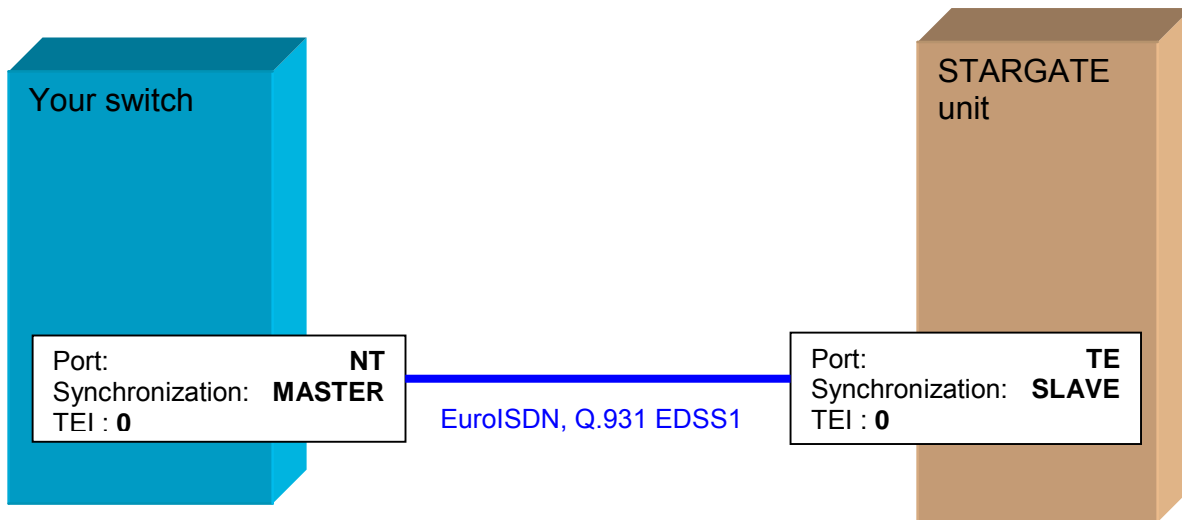 Your switch
STARGATE
unit
Port: NT
Synchronization: MASTER
TEI : 0
EuroISDN, Q.931 EDSS1
Port: TE
Synchronization: SLAVE
TEI : 0